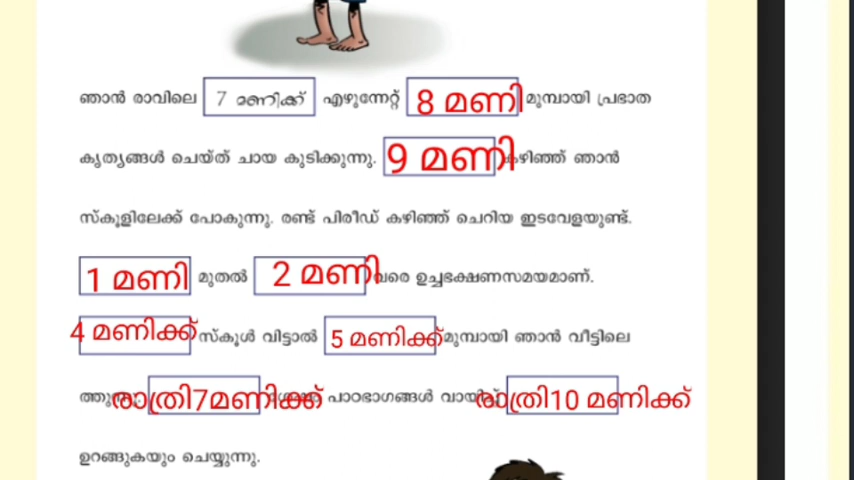 ഞാൻ രാവിലെ 7 മണിക്ക് എഴുന്നേറ്റ് 8 മണി മുമ്പായി പ്രഭാത
കൃത്യങ്ങൾ ചെയ്ത് ചായ കുടിക്കുന്നു. 9 മണി കഴിഞ്ഞ് ഞാൻ
സ്കൂളിലേക്ക് പോകുന്നു. രണ്ട് പിരീഡ് കഴിഞ്ഞ് ചെറിയ ഇടവേളയുണ്ട്.
1 മണി മുതൽ 2 മണി വരെ ഉച്ചഭക്ഷണസമയമാണ്.
4 മണിക്ക് സ്കൂൾ വിട്ടാൽ 5 മണിക്ക് മുമ്പായി ഞാൻ വീട്ടിലെ
രാത്രി7മണിക്ക് പാഠഭാഗങ്ങൾ വായിച്ച് രാത്രി10 മണിക്ക്
ഉറങ്ങുകയും ചെയ്യുന്നു.